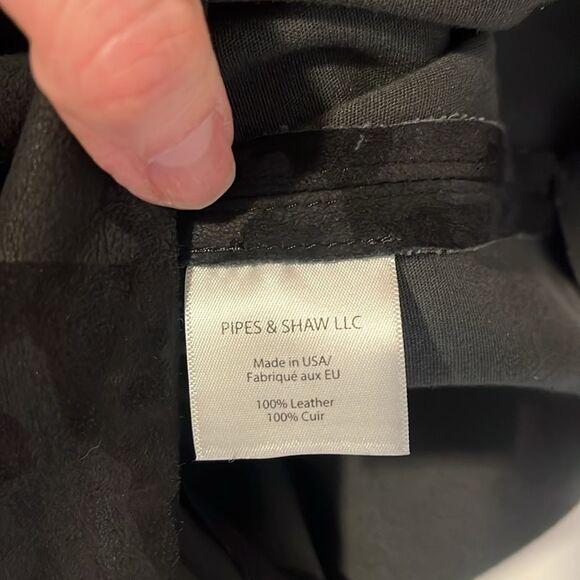 PIPES & SHAW LLC
Made in USA/
Fabriqué aux EU
100% Leather
100% Cuir